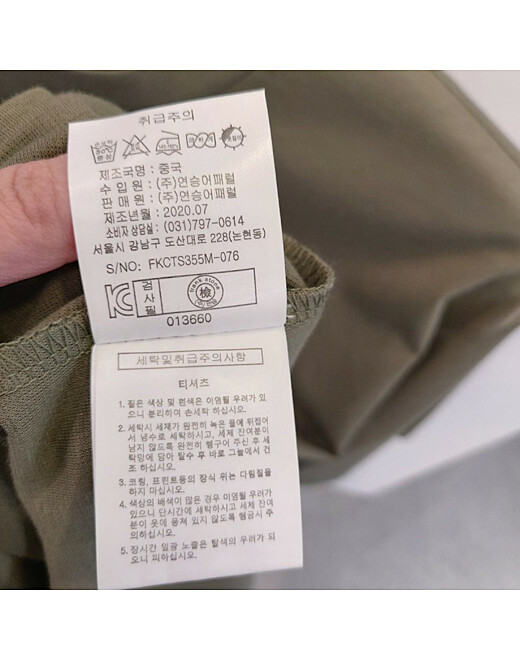 취급주의
제조국명 : 중국
수 입 원 : (주)연승어패럴
판 매 원 : (주)연승어패럴
제조년월 : 2020.07
소비자 상담실 : (031)797-0614
서울시 강남구 도산대로 228(논현동)
S/NO: FKCTS355M-076
검사필
檢
013660
세탁및취급주의사항
티셔츠
1. 짙은 색상 및 흰색은 이염될 우려가 있
으니 분리하여 손세탁 하십시오.
2. 세탁시 세제가 완전히 녹은 물에 뒤집어
서 냉수로 세탁하시고, 세제 잔여분이
남지 않도록 완전히 헹구어 주신 후 세
탁망에 담아 탈수 후 바로 그늘에서 건
조 하십시오.
3. 코팅, 프린트등의 장식 위는 다림질을
하지 마십시오.
4. 색상의 배색이 많은 경우 이염될 우려가
있으니 단시간에 세탁하시고 세제 잔여
분이 옷에 뭉쳐 있지 않도록 헹굼시 주
의하십시오.
5. 장시간 일광 노출은 탈색의 우려가 되
오니 피하십시오.